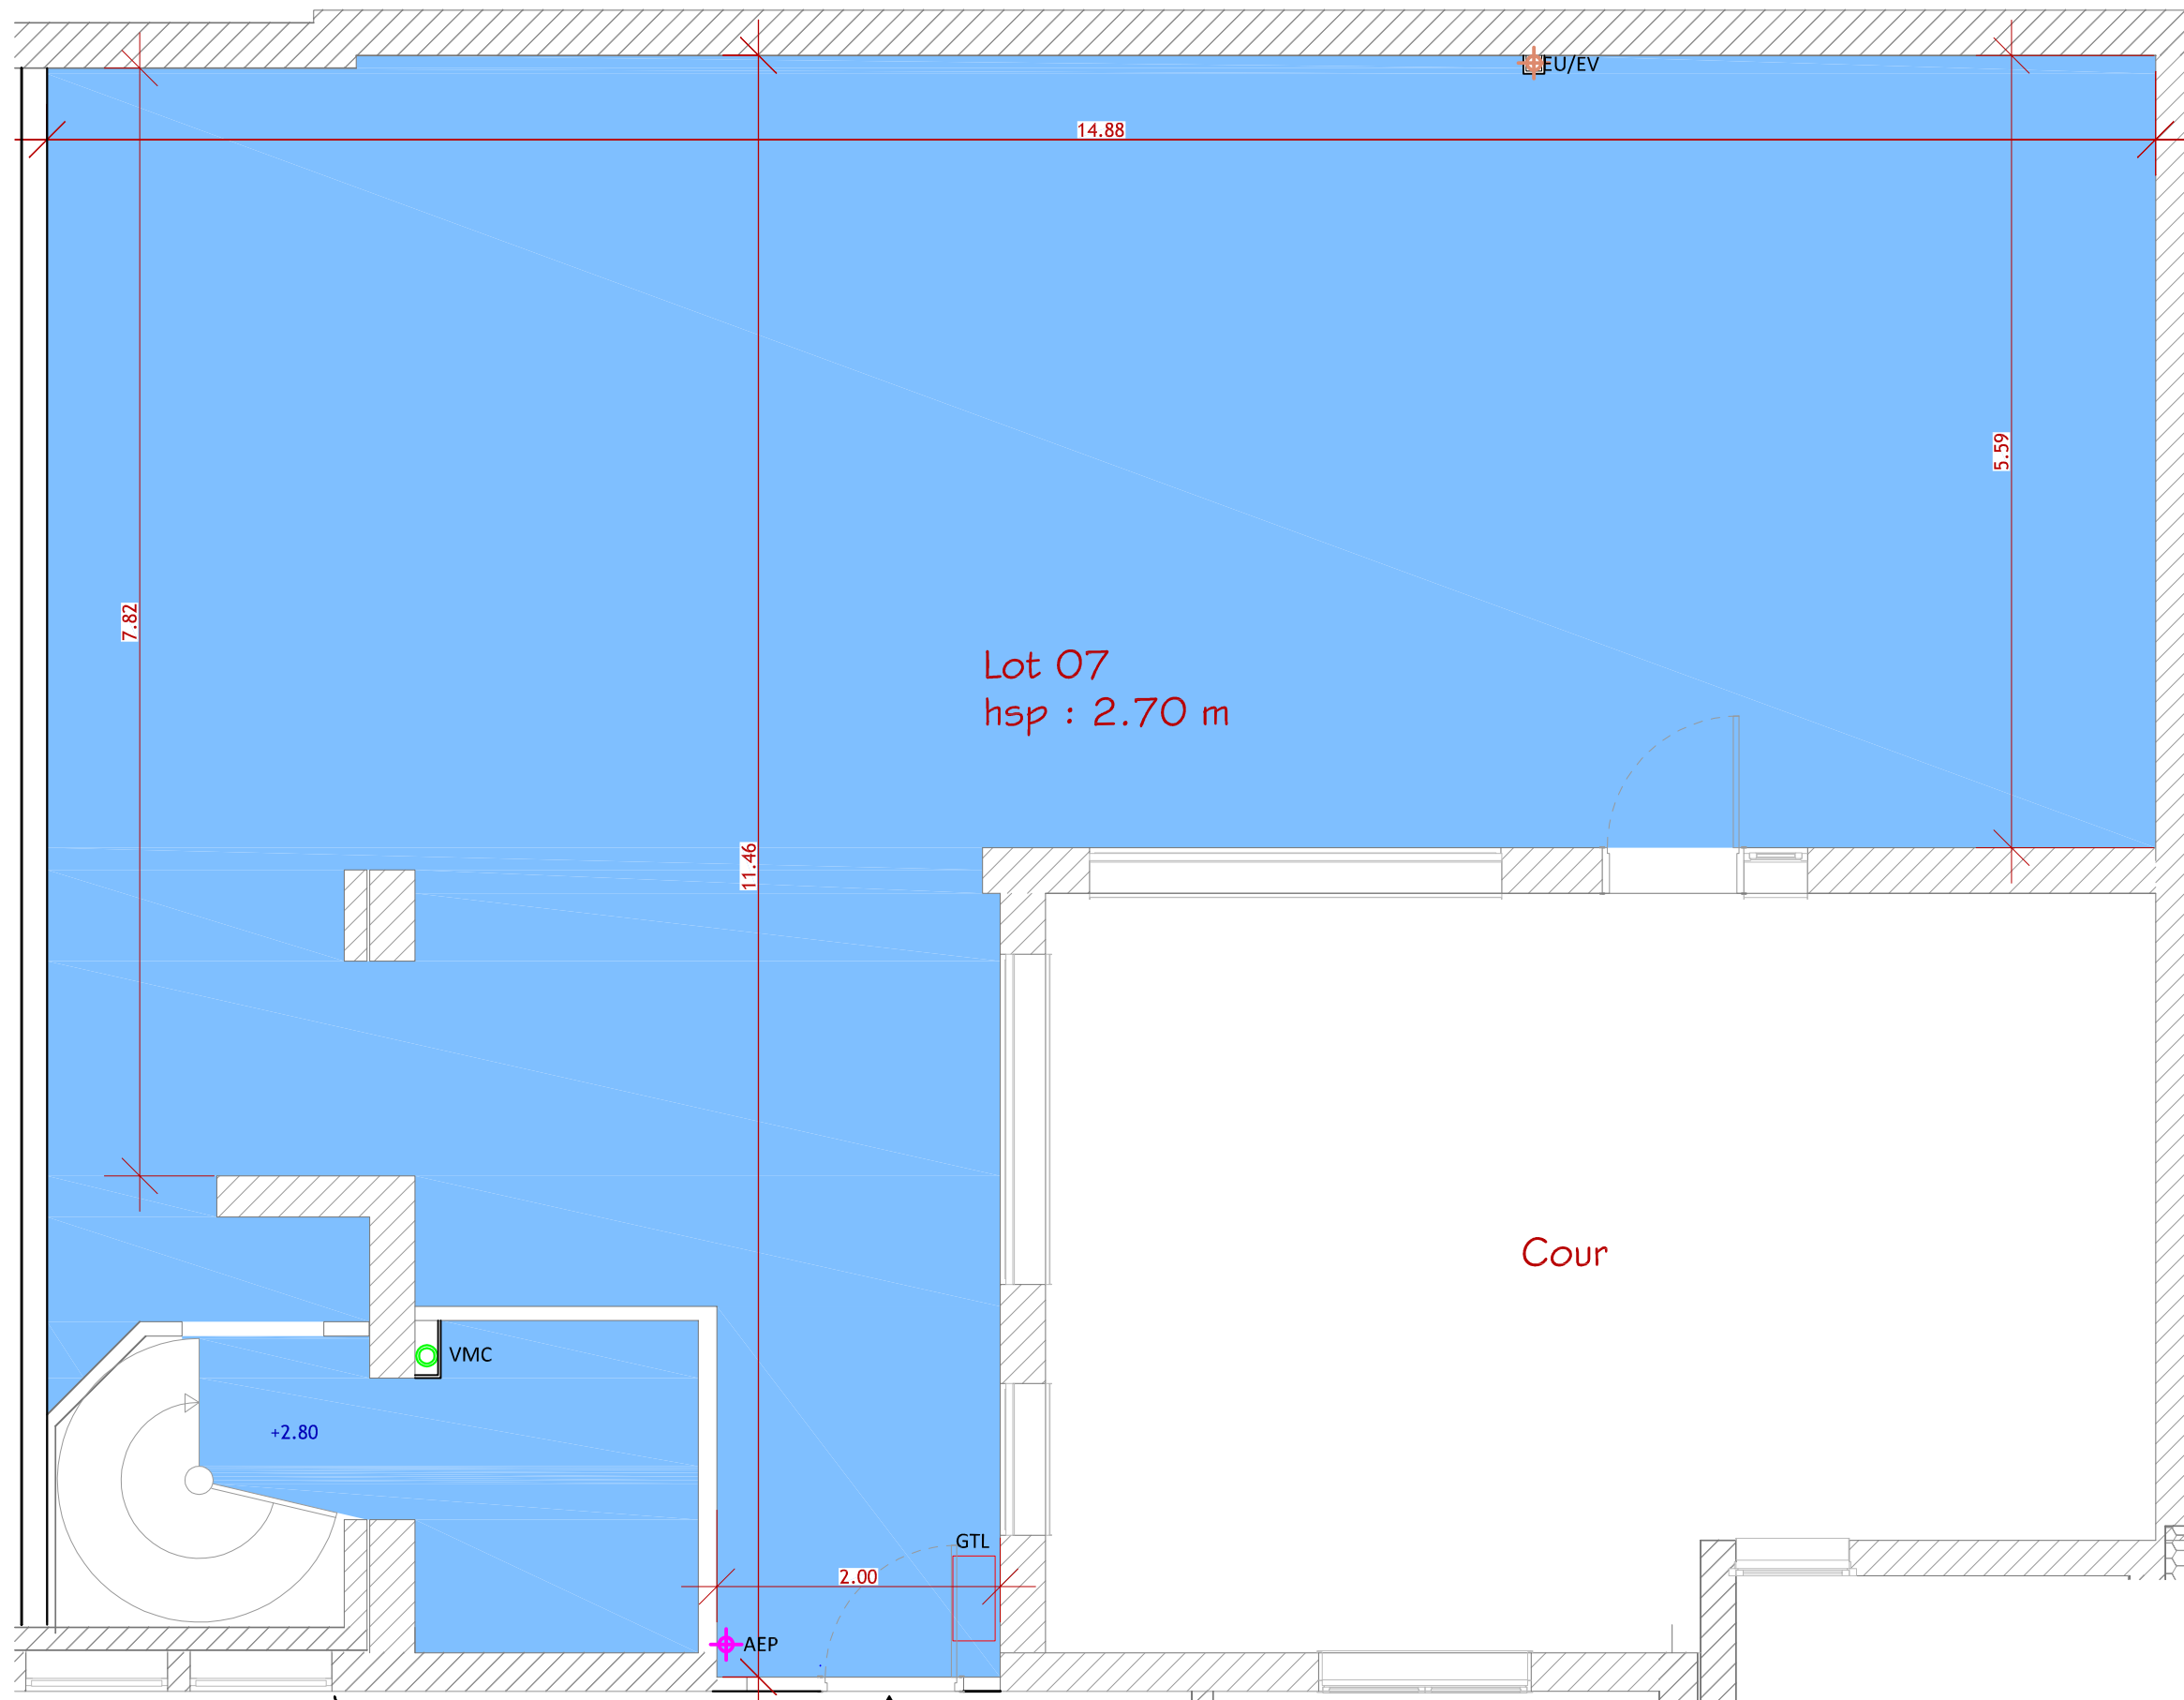 EU/EV
14.88
5.59
7.82
Lot 07
hsp : 2.70 m
11.46
Cour
VMC
+2.80
GTL
2.00
AEP